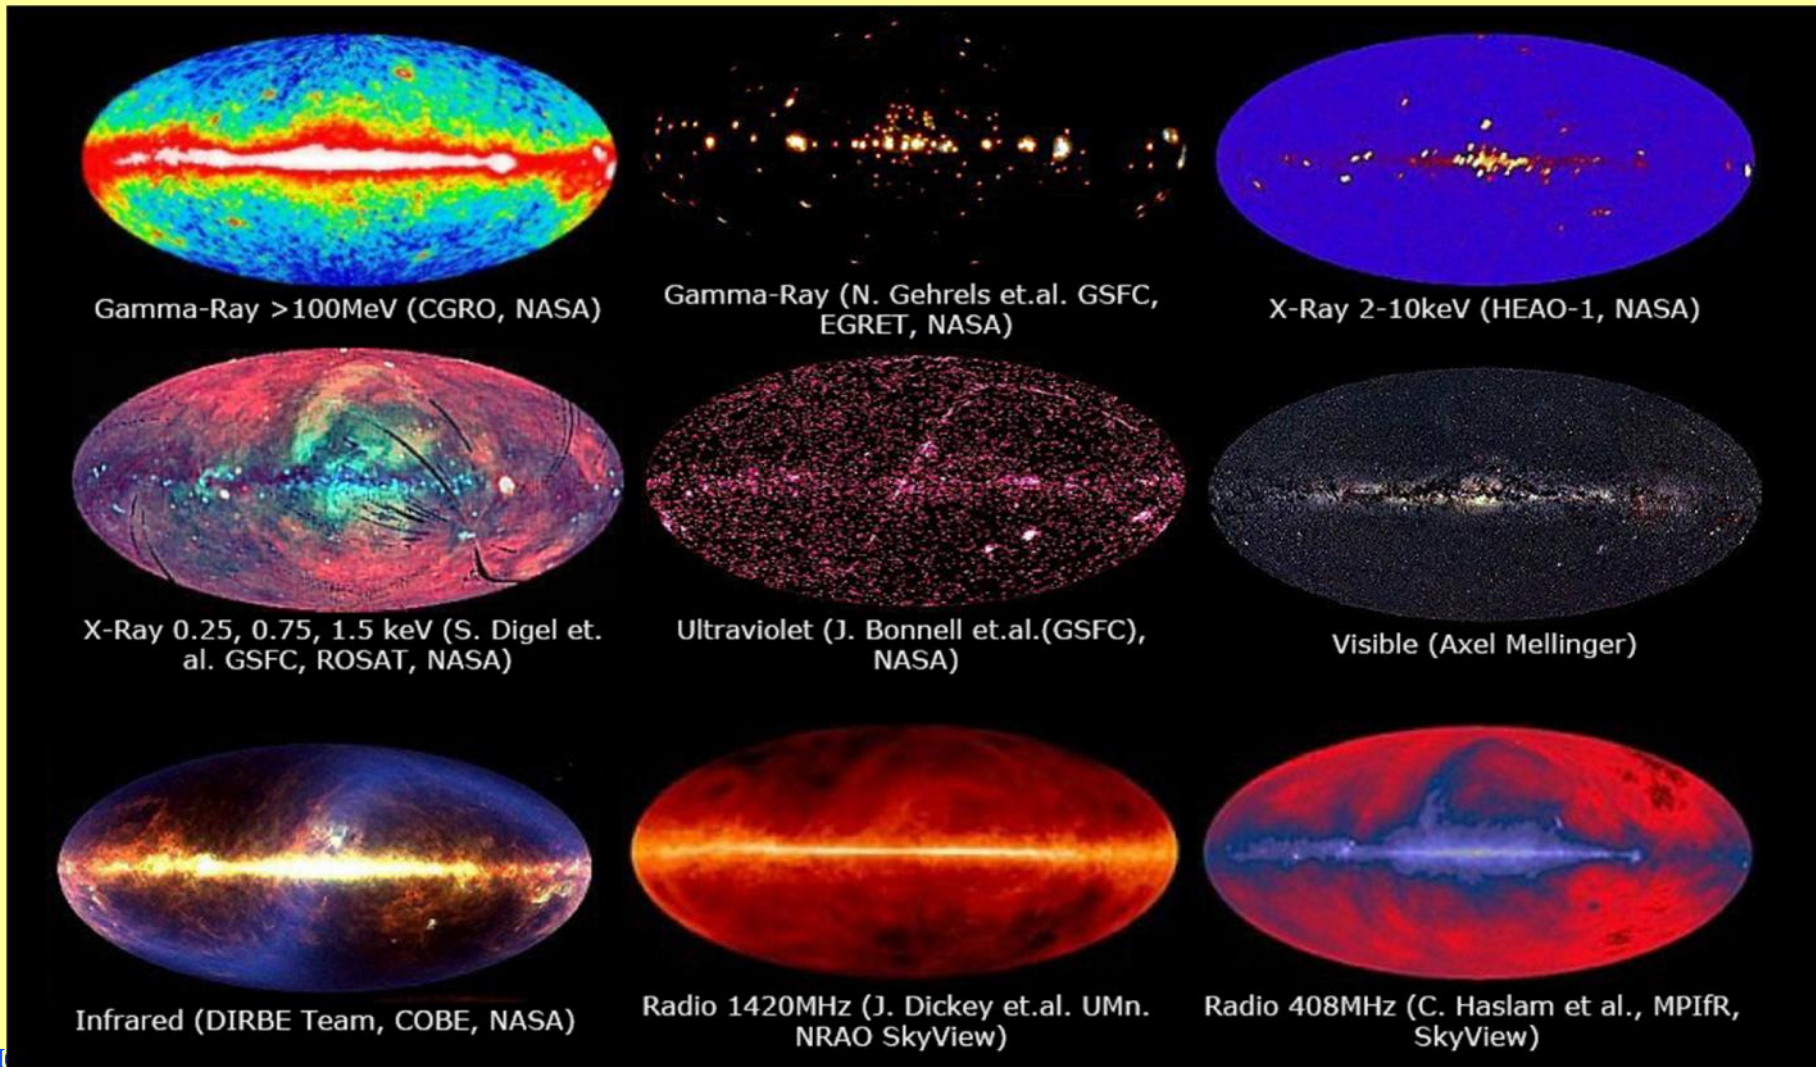 Gamma-Ray >100MeV (CGRO, NASA)
Gamma-Ray (N. Gehrels et.al. GSFC,
EGRET, NASA)
X-Ray 2-10keV (HEAO-1, NASA)
X-Ray 0.25, 0.75, 1.5 keV (S. Digel et.
al. GSFC, ROSAT, NASA)
Ultraviolet (J. Bonnell et.al.(GSFC),
NASA)
Visible (Axel Mellinger)
Infrared (DIRBE Team, COBE, NASA)
Radio 1420MHz (J. Dickey et.al. UMn.
NRAO SkyView)
Radio 408MHz (C. Haslam et al., MPIfR,
SkyView)